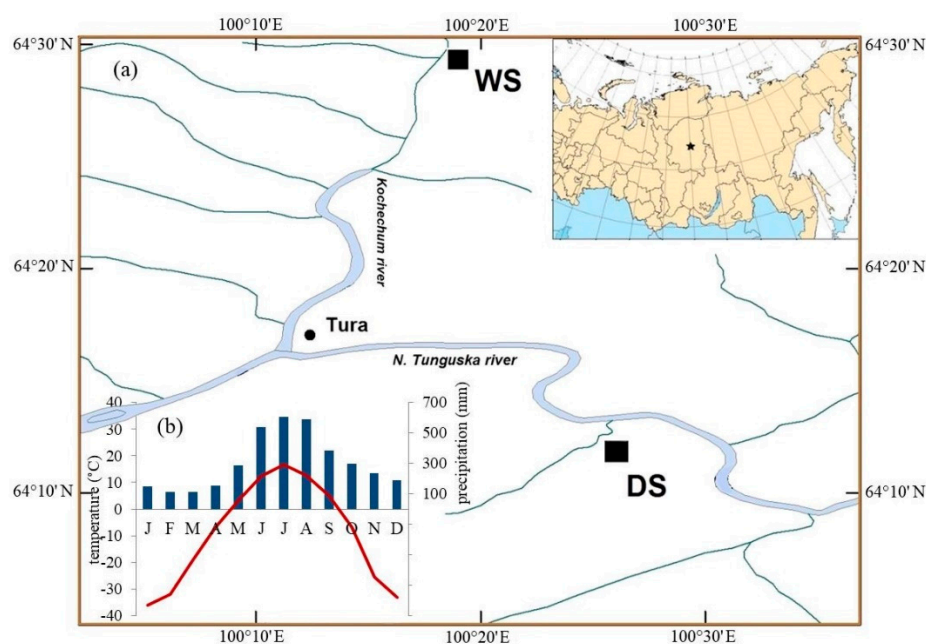 100°10' E
100°20' E
100°30' E
64°30' N
64°30' N
(a)
WS
Kochechum river
64°20' N
64°20' N
Tura
N. Tunguska river
40
30
20
10
0
-10
-20
-30
-40
temperature (°C)
(b)
700
600
500
300
100
precipitation (mm)
J F M A M J J A S O N D
DS
64°10' N
64°10' N
100°10' E
100°20' E
100°30' E